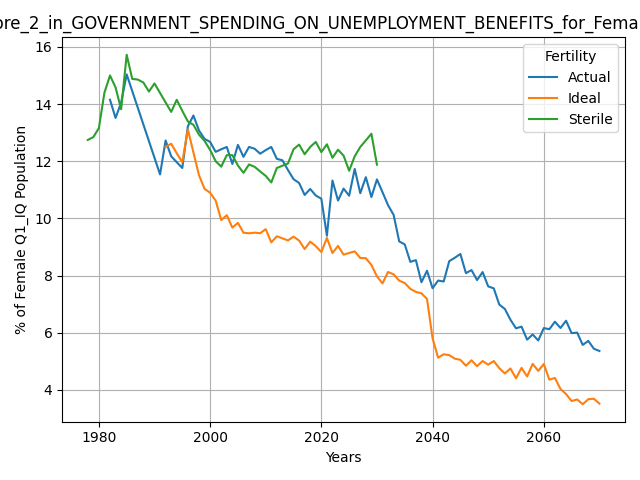 ore_2_in_GOVERNMENT_SPENDING_ON_UNEMPLOYMENT_BENEFITS_for_Fema
Fertility
Actual
Ideal
Sterile
% of Female Q1_IQ Population
16
14
12
10
8
6
4
1980 2000 2020 2040 2060
Years